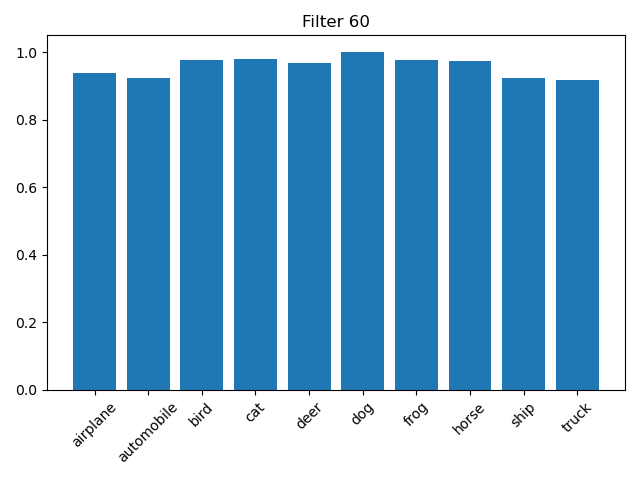 Filter 60
1.0
0.8
0.6
0.4
0.2
0.0
airplane
automobile
bird
cat
deer
dog
frog
horse
ship
truck